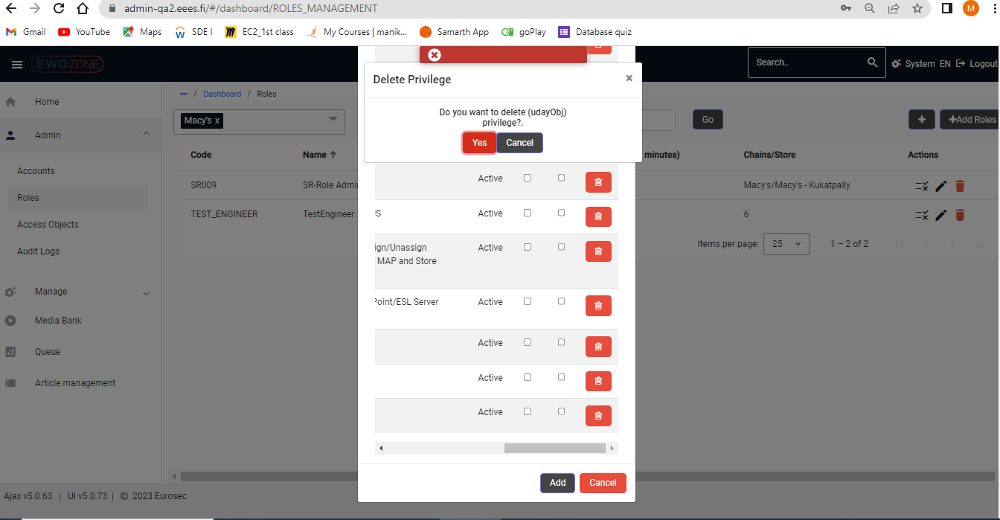 admin-qa2.eees.fi/#/dashboard/ROLES_MANAGEMENT
M
Gmail YouTube Maps SDE I EC2_1st class My Courses | manik... Samarth App goPlay Database quiz
EWQZONE
Search.. System EN Logout
Delete Privilege ×
Do you want to delete (udayObj)
privilege?.
Yes Cancel
Home
Admin
Accounts
Roles
Access Objects
Audit Logs
Manage
Media Bank
Queue
Article management
← / Dashboard / Roles
Macy's x Go +Add Roles
Code Name ↑ minutes) Chains/Store Actions
SR009 SR-Role Admi Macy's/Macy's - Kukatpally
TEST_ENGINEER TestEngineer 6
Items per page: 25 1 – 2 of 2
Active
Active
ign/Unassign Active
MAP and Store
Point/ESL Server Active
Active
Active
Active
Add Cancel
Ajax v5.0.63 | UI v5.0.73 | © 2023 Eurosec